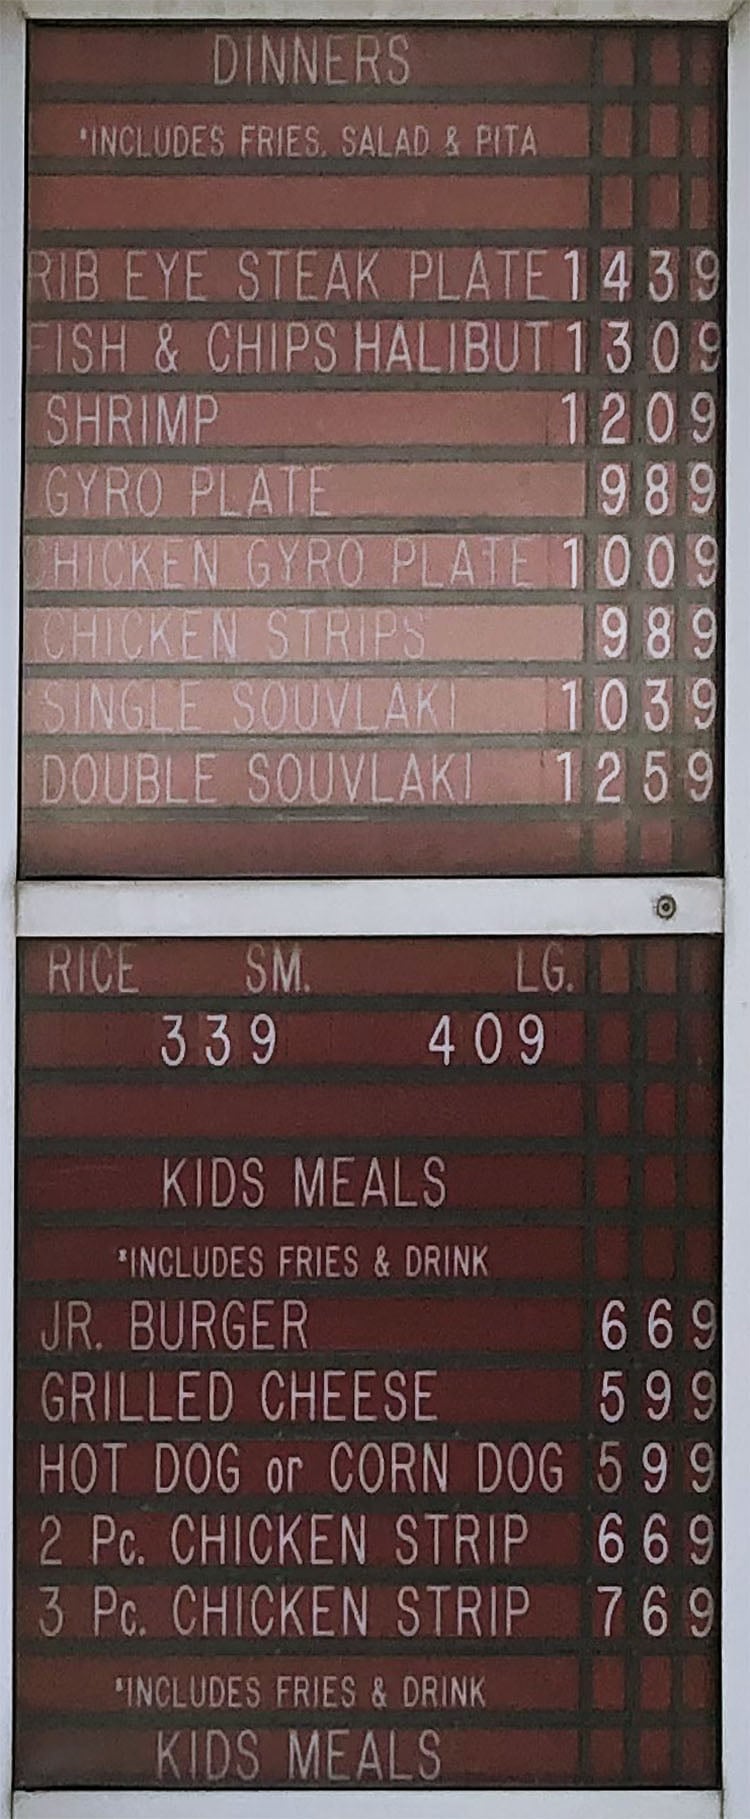 DINNERS
*INCLUDES FRIES, SALAD & PITA
RIB EYE STEAK PLATE 1439
FISH & CHIPS HALIBUT 1309
SHRIMP 1209
GYRO PLATE 989
CHICKEN GYRO PLATE 1009
CHICKEN STRIPS 989
SINGLE SOUVLAKI 1039
DOUBLE SOUVLAKI 1259
RICE SM. LG.
339 409
KIDS MEALS
*INCLUDES FRIES & DRINK
JR. BURGER 669
GRILLED CHEESE 599
HOT DOG or CORN DOG 599
2 Pc. CHICKEN STRIP 669
3 Pc. CHICKEN STRIP 769
*INCLUDES FRIES & DRINK
KIDS MEALS